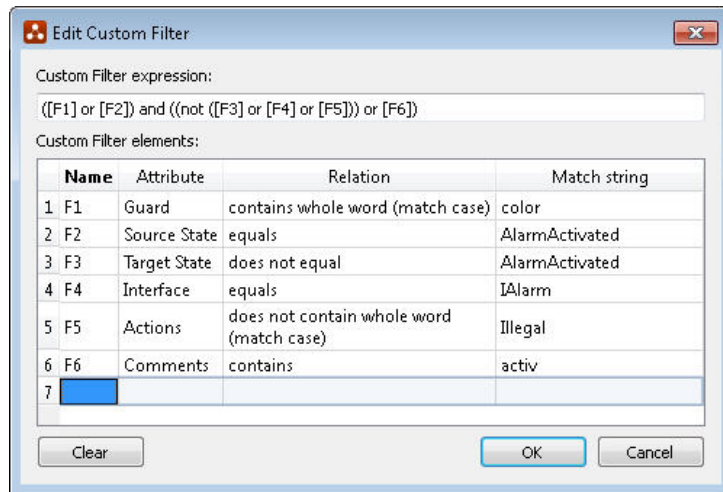 Edit Custom Filter
Custom Filter expression:
([F1] or [F2]) and ((not ([F3] or [F4] or [F5])) or [F6])
Custom Filter elements:
Name Attribute Relation Match string
1 F1 Guard contains whole word (match case) color
2 F2 Source State equals AlarmActivated
3 F3 Target State does not equal AlarmActivated
4 F4 Interface equals IAlarm
5 F5 Actions does not contain whole word (match case) Illegal
6 F6 Comments contains activ
7
Clear OK Cancel